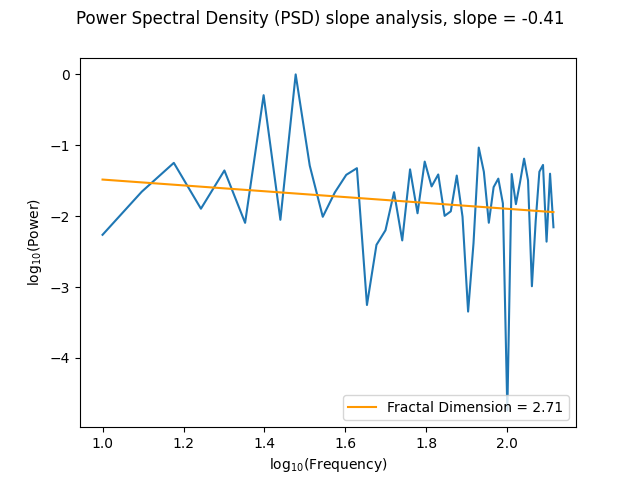 Power Spectral Density (PSD) slope analysis, slope = -0.41
0
−1
−2
−3
−4
log₁₀(Power)
Fractal Dimension = 2.71
1.0 1.2 1.4 1.6 1.8 2.0
log₁₀(Frequency)